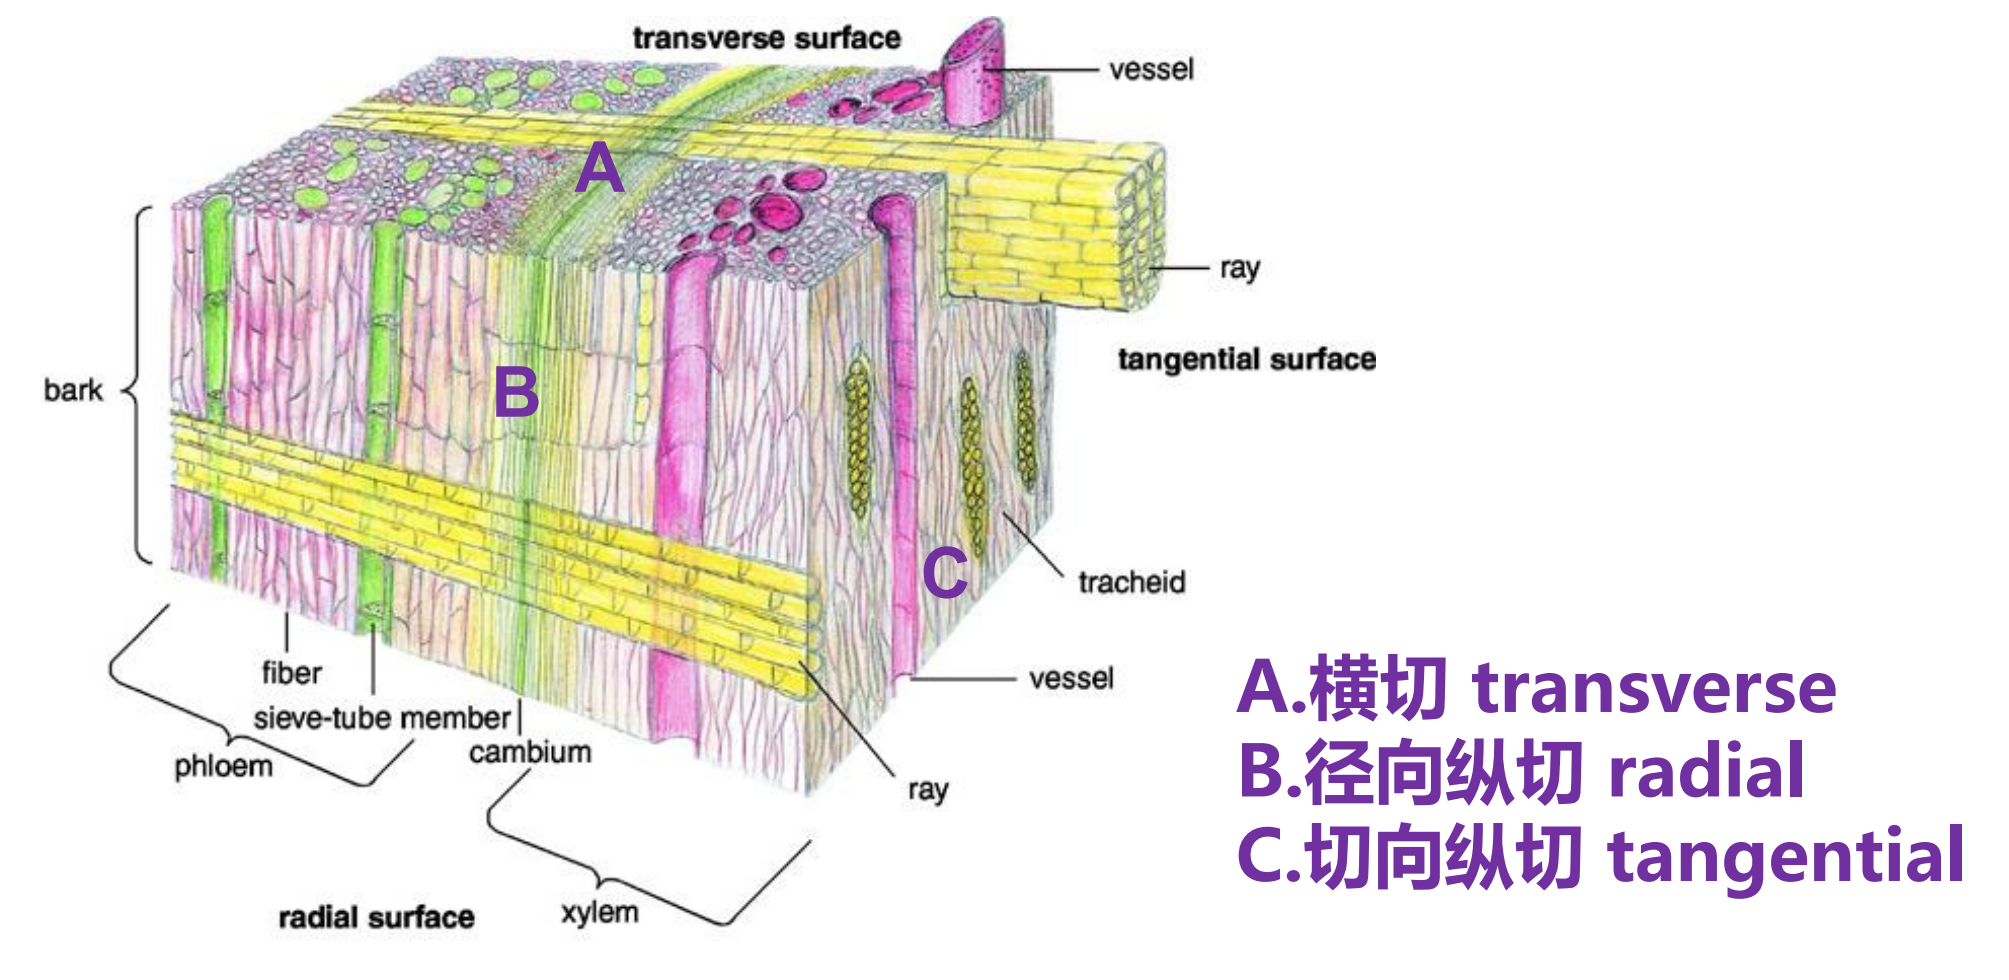 transverse surface
vessel
A
ray
tangential surface
bark
B
C
tracheid
fiber
vessel
sieve-tube member
cambium
phloem
ray
xylem
radial surface
A.横切 transverse
B.径向纵切 radial
C.切向纵切 tangential